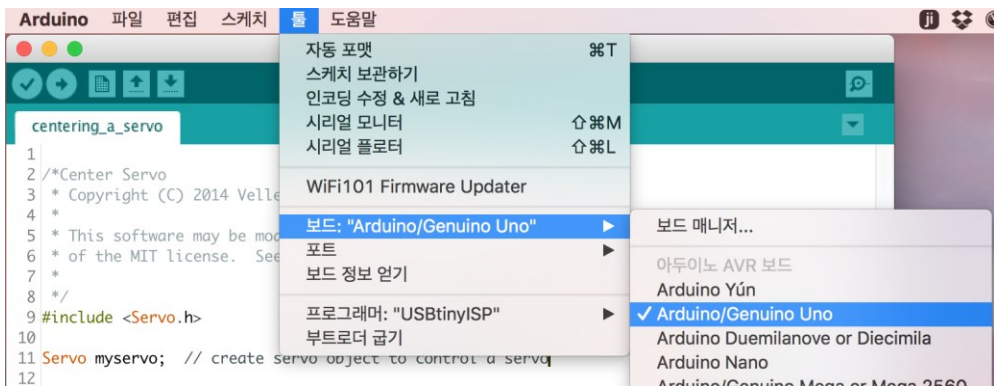 Arduino 파일 편집 스케치 툴 도움말
자동 포맷 ⌘T
스케치 보관하기
인코딩 수정 & 새로 고침
시리얼 모니터 ⇧⌘M
시리얼 플로터 ⇧⌘L
WiFi101 Firmware Updater
보드: "Arduino/Genuino Uno" ▶
포트 ▶
보드 정보 얻기
프로그래머: "USBtinyISP" ▶
부트로더 굽기
보드 매니저...
아두이노 AVR 보드
Arduino Yún
✓ Arduino/Genuino Uno
Arduino Duemilanove or Diecimila
Arduino Nano
Arduino/Genuino Mega or Mega 2560
centering_a_servo
1
2 /*Center Servo
3 * Copyright (C) 2014 Velle
4 *
5 * This software may be mod
6 * of the MIT license. See
7 *
8 */
9 #include <Servo.h>
10
11 Servo myservo; // create servo object to control a servo
12